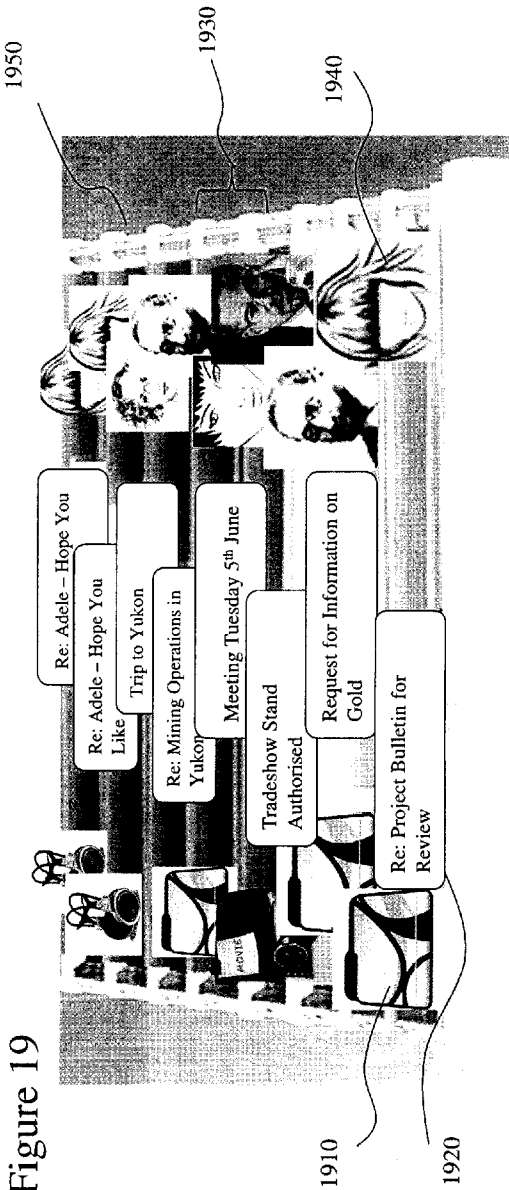 Figure 19
1950
1930
1940
Re: Adele – Hope You
Re: Adele – Hope You
Like
Trip to Yukon
Re: Mining Operations in
Yukon
Meeting Tuesday 5th June
Tradeshow Stand
Authorised
Request for Information on
Gold
Re: Project Bulletin for
Review
MOVIE
1910
1920